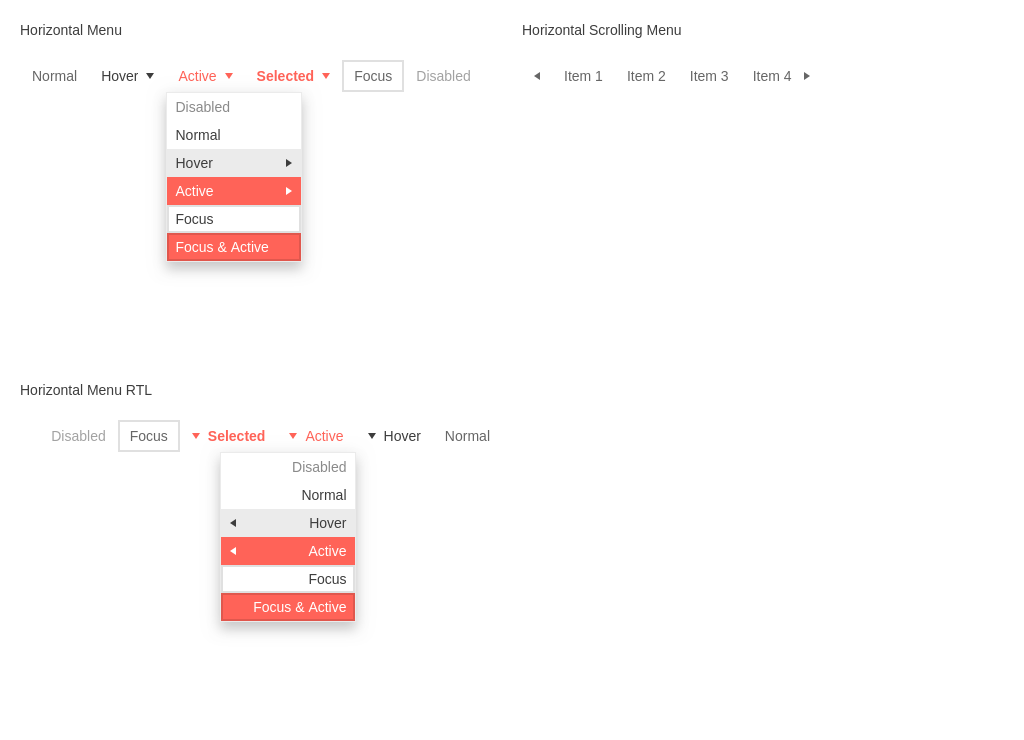 Horizontal Menu
Normal Hover Active Selected Focus Disabled
Disabled
Normal
Hover
Active
Focus
Focus & Active
Horizontal Scrolling Menu
Item 1 Item 2 Item 3 Item 4
Horizontal Menu RTL
Disabled Focus Selected Active Hover Normal
Disabled
Normal
Hover
Active
Focus
Focus & Active